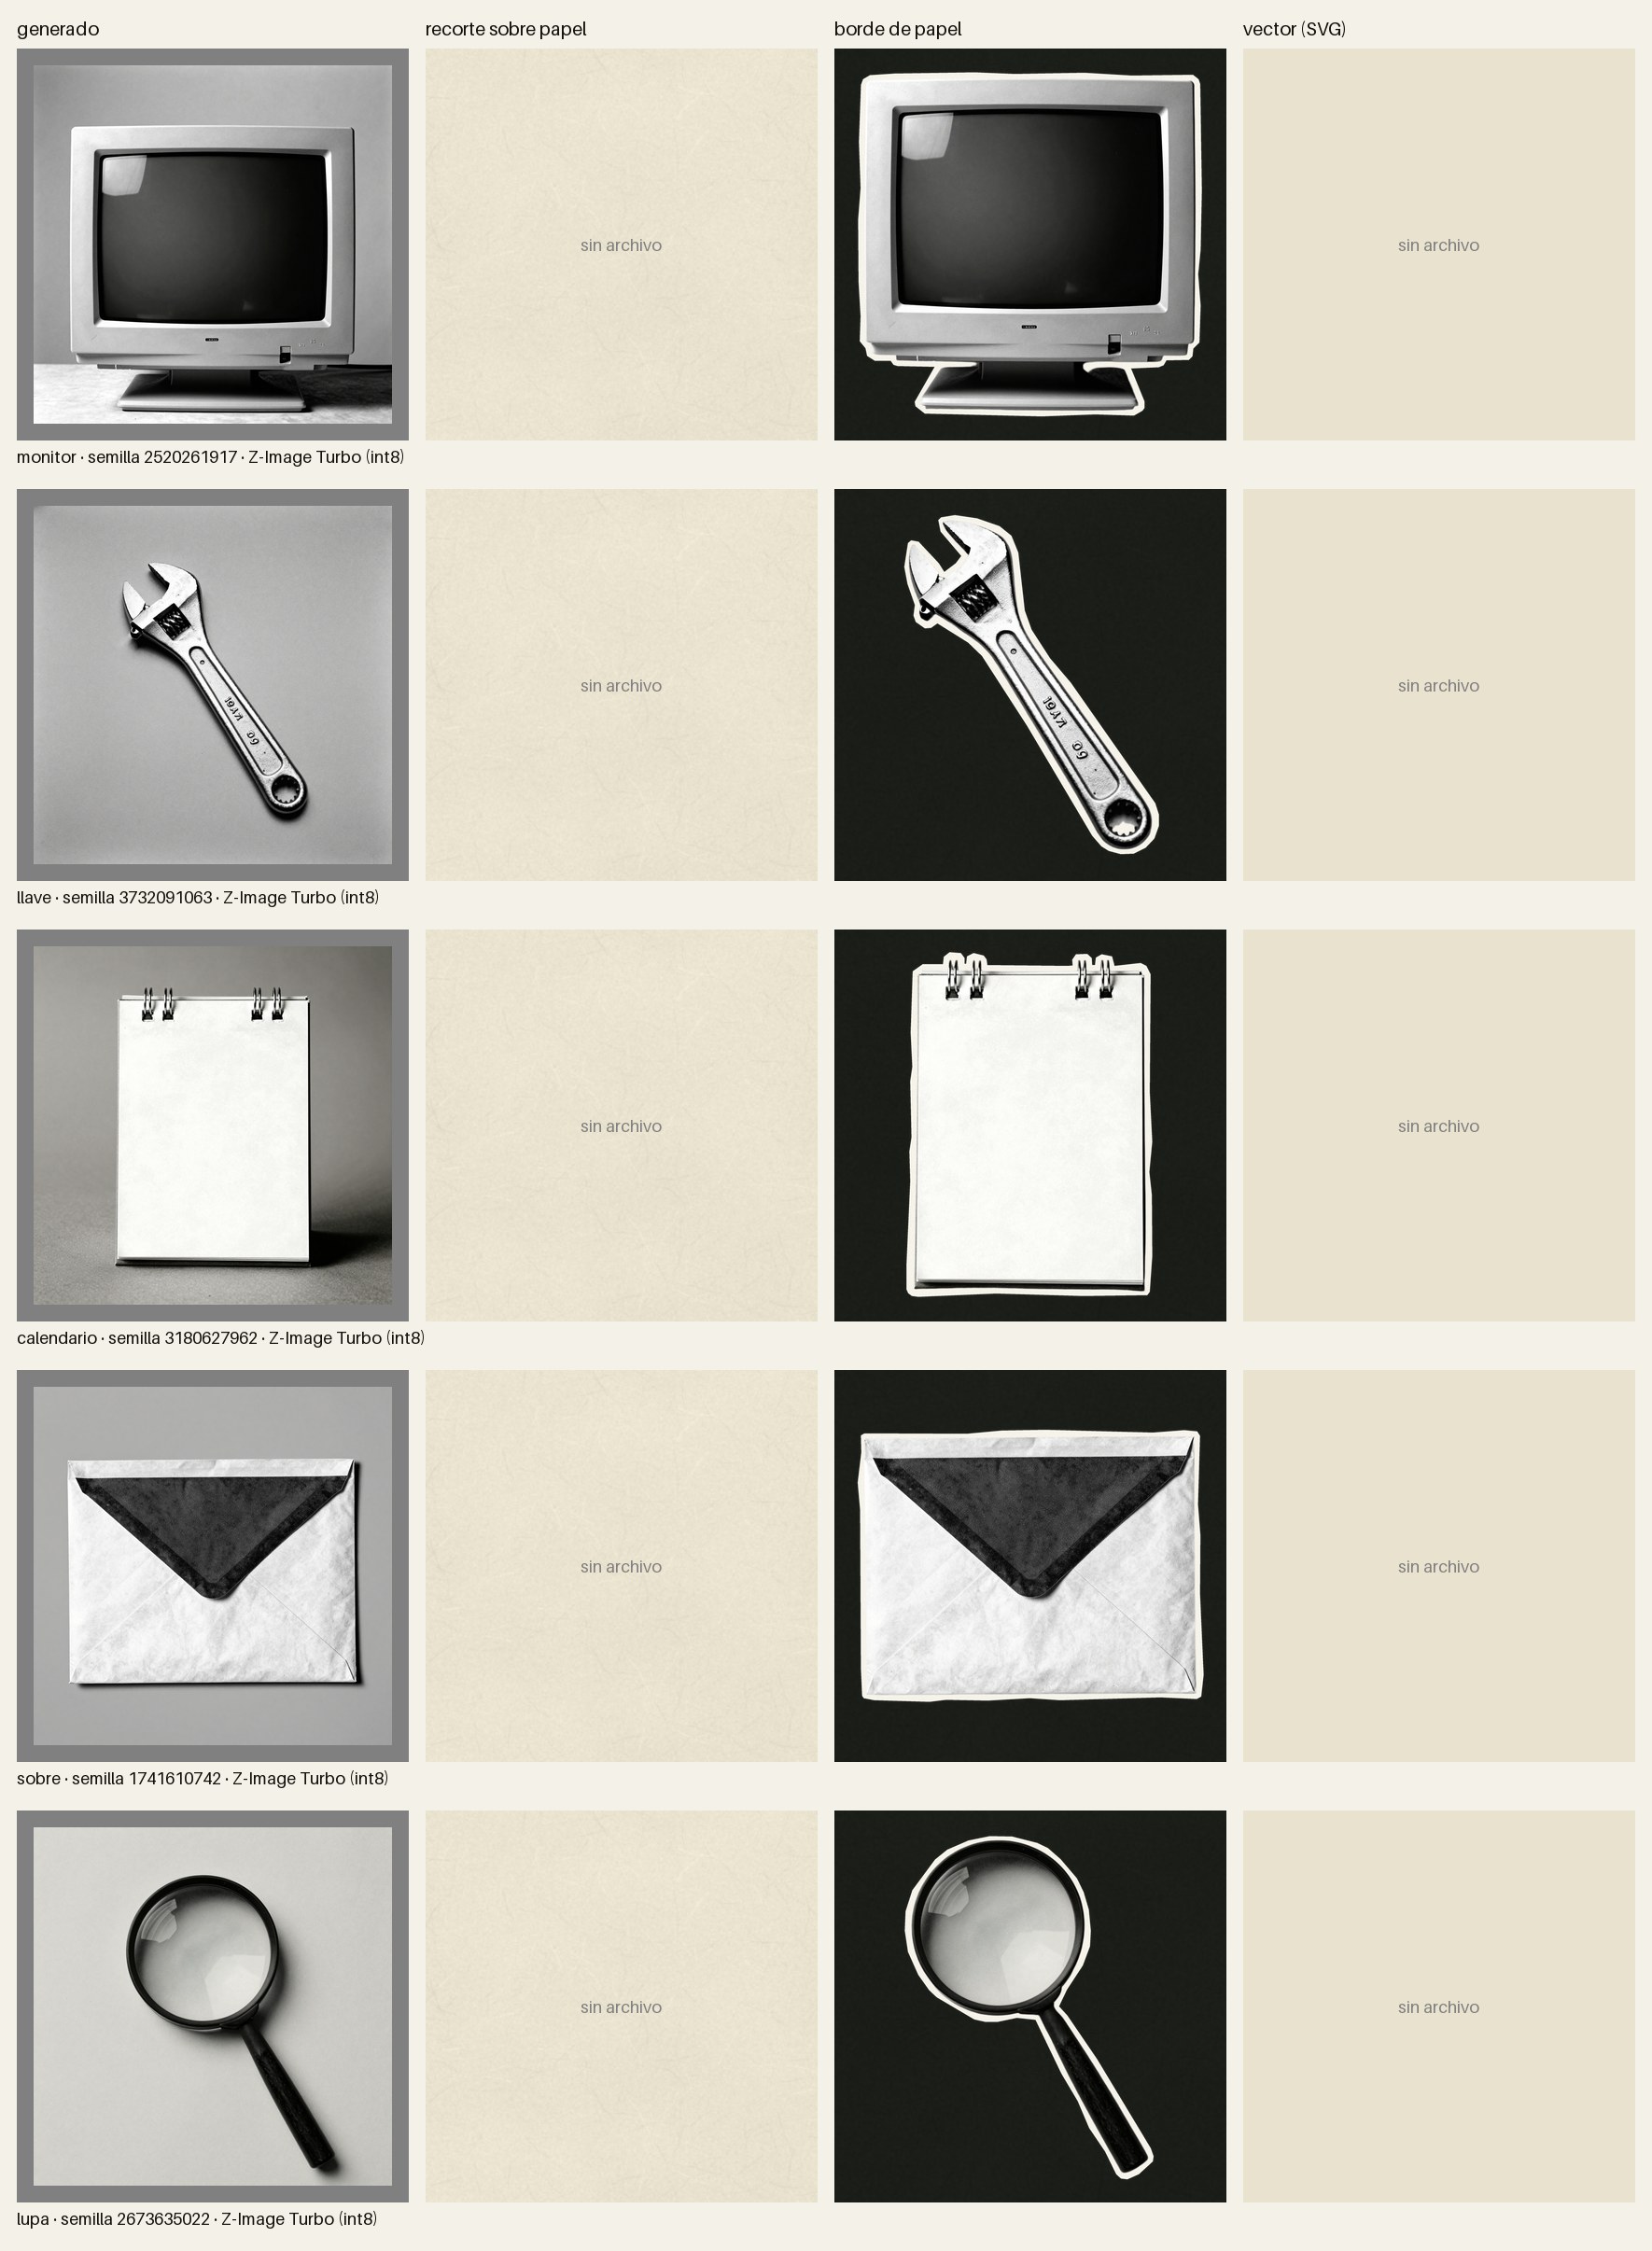 generado
recorte sobre papel
borde de papel
vector (SVG)
sin archivo
sin archivo
monitor · semilla 2520261917 · Z-Image Turbo (int8)
sin archivo
sin archivo
llave · semilla 3732091063 · Z-Image Turbo (int8)
sin archivo
sin archivo
calendario · semilla 3180627962 · Z-Image Turbo (int8)
sin archivo
sin archivo
sobre · semilla 1741610742 · Z-Image Turbo (int8)
sin archivo
sin archivo
lupa · semilla 2673635022 · Z-Image Turbo (int8)